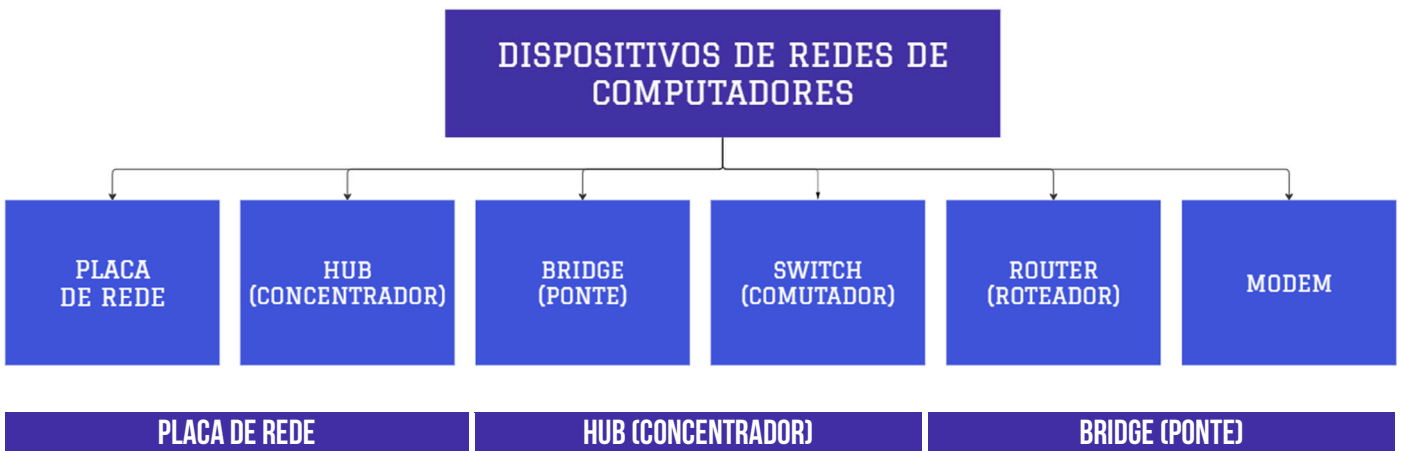 DISPOSITIVOS DE REDES DE
COMPUTADORES
PLACA
DE REDE
HUB
(CONCENTRADOR)
BRIDGE
(PONTE)
SWITCH
(COMUTADOR)
ROUTER
(ROTEADOR)
MODEM
PLACA DE REDE
HUB (CONCENTRADOR)
BRIDGE (PONTE)